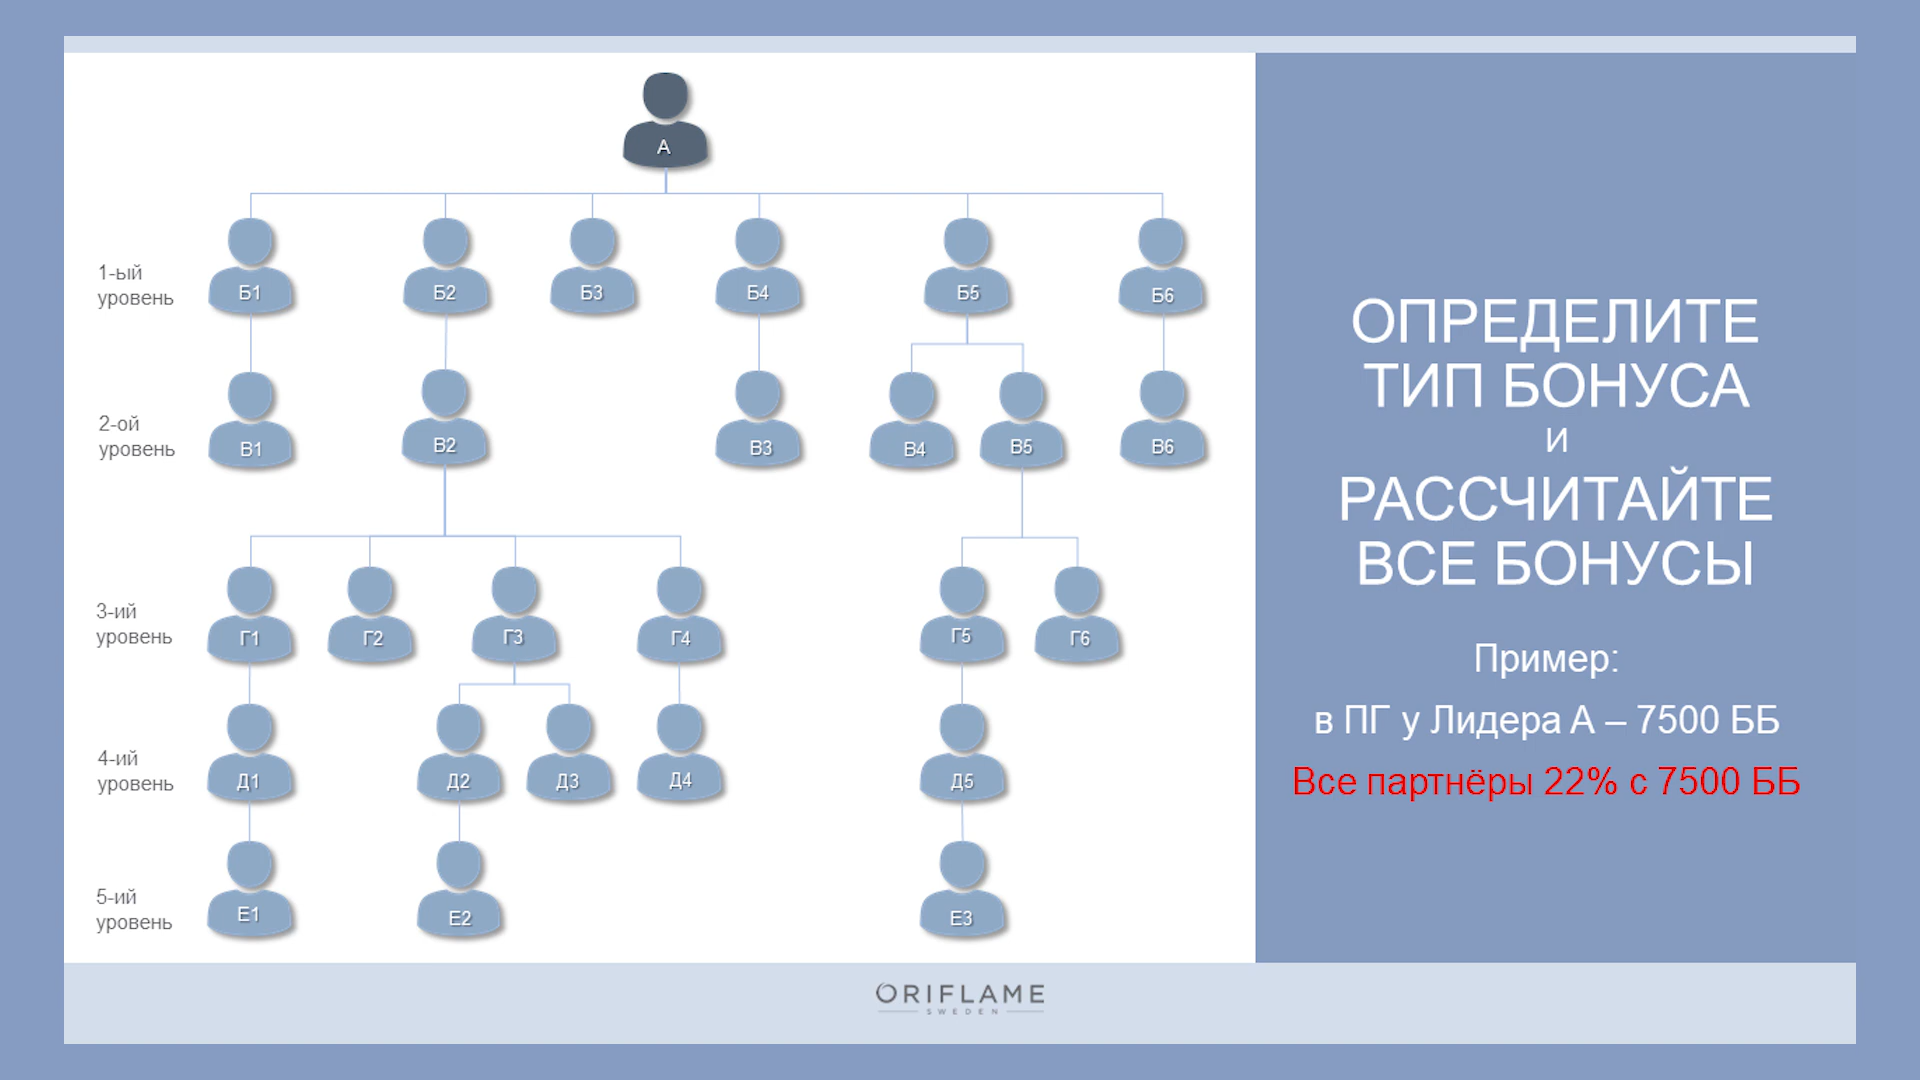 А
1-ый
уровень
Б1 Б2 Б3 Б4 Б5 Б6
2-ой
уровень
В1 В2 В3 В4 В5 В6
3-ий
уровень
Г1 Г2 Г3 Г4 Г5 Г6
4-ий
уровень
Д1 Д2 Д3 Д4 Д5
5-ий
уровень
Е1 Е2 Е3
ОПРЕДЕЛИТЕ
ТИП БОНУСА
И
РАССЧИТАЙТЕ
ВСЕ БОНУСЫ
Пример:
в ПГ у Лидера А – 7500 ББ
Все партнёры 22% с 7500 ББ
ORIFLAME
SWEDEN